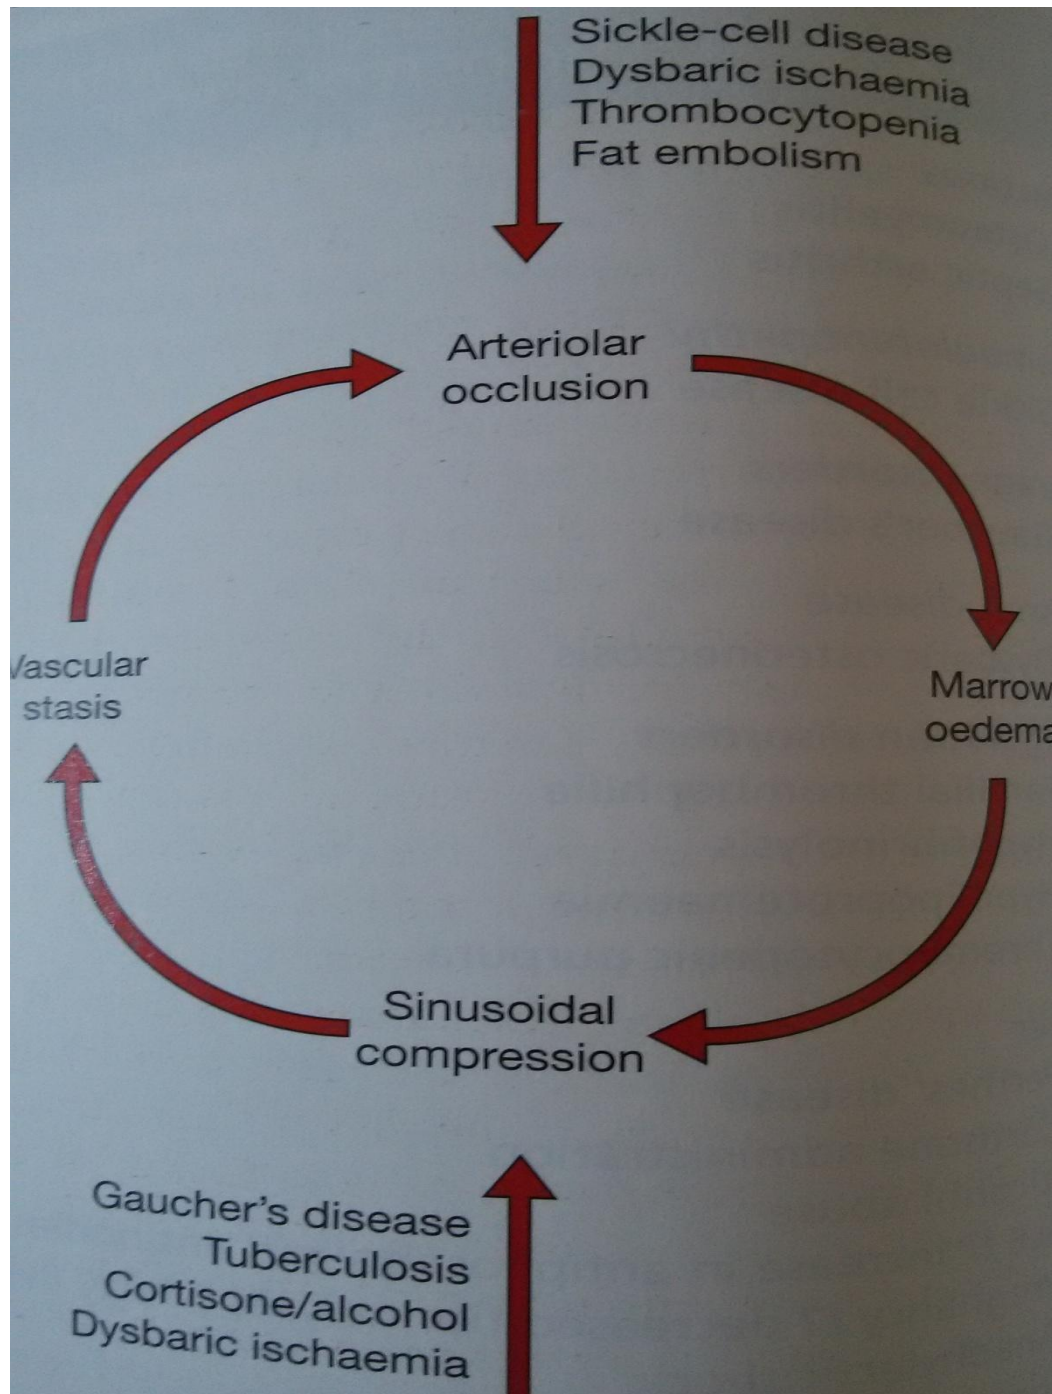 Sickle-cell disease
Dysbaric ischaemia
Thrombocytopenia
Fat embolism
Arteriolar
occlusion
Vascular
stasis
Marrow
oedema
Sinusoidal
compression
Gaucher's disease
Tuberculosis
Cortisone/alcohol
Dysbaric ischaemia